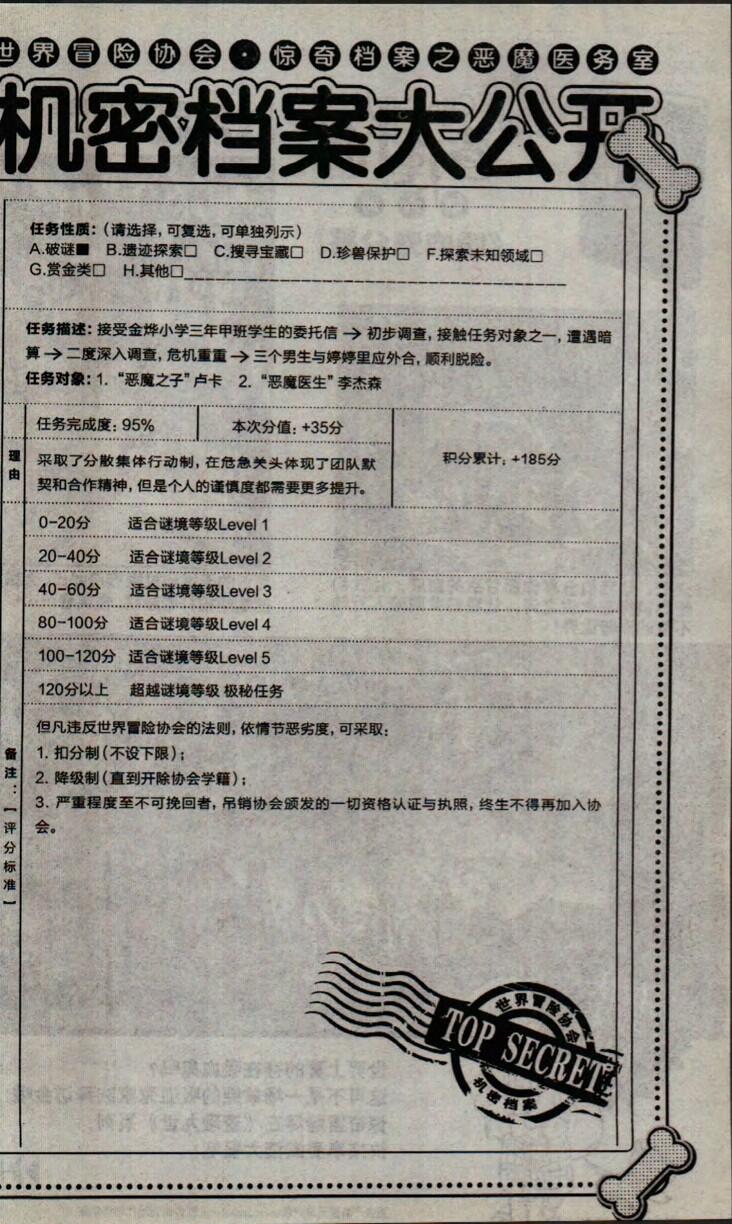 世界冒险协会·惊奇档案之恶魔医务室
机密档案大公开
任务性质：（请选择，可复选，可单独列示）
A.破谜■ B.遗迹探索□ C.搜寻宝藏□ D.珍兽保护□ F.探索未知领域□
G.赏金类□ H.其他□
任务描述：接受金烨小学三年甲班学生的委托信→初步调查，接触任务对象之一，遭遇暗
算→二度深入调查，危机重重→三个男生与婷婷里应外合，顺利脱险。
任务对象：1.“恶魔之子”卢卡 2.“恶魔医生”李杰森
任务完成度：95% 本次分值：+35分
积分累计：+185分
理由
采取了分散集体行动制，在危急关头体现了团队默
契和合作精神，但是个人的谨慎度都需要更多提升。
0-20分 适合谜境等级Level 1
20-40分 适合谜境等级Level 2
40-60分 适合谜境等级Level 3
80-100分 适合谜境等级Level 4
100-120分 适合谜境等级Level 5
120分以上 超越谜境等级 极秘任务
备注：【评分标准】
但凡违反世界冒险协会的法则，依情节恶劣度，可采取：
1. 扣分制（不设下限）；
2. 降级制（直到开除协会学籍）；
3. 严重程度至不可挽回者，吊销协会颁发的一切资格认证与执照，终生不得再加入协
会。
世界冒险协会
TOP SECRET
机密档案